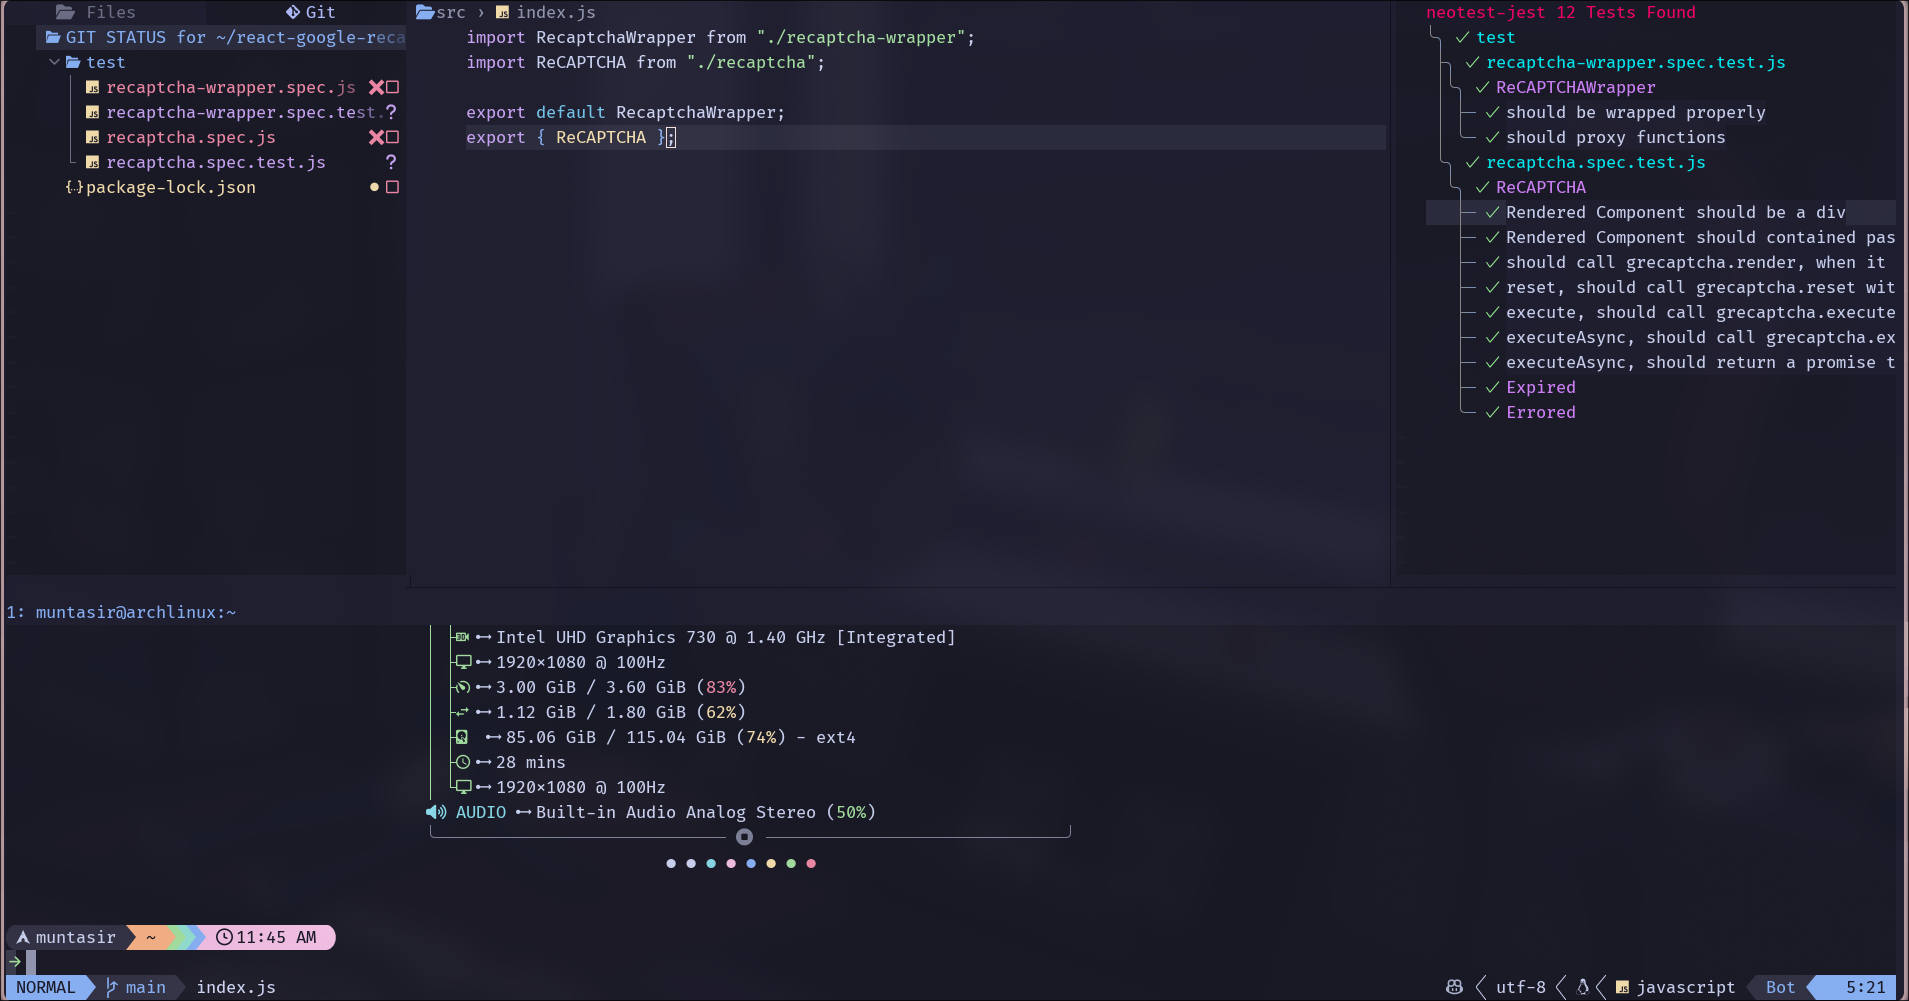 Files
Git
GIT STATUS for ~/react-google-reca
test
recaptcha-wrapper.spec.js
recaptcha-wrapper.spec.test.?
recaptcha.spec.js
recaptcha.spec.test.js ?
{..}package-lock.json
src › index.js
import RecaptchaWrapper from "./recaptcha-wrapper";
import ReCAPTCHA from "./recaptcha";
export default RecaptchaWrapper;
export { ReCAPTCHA };
neotest-jest 12 Tests Found
✓ test
✓ recaptcha-wrapper.spec.test.js
✓ ReCAPTCHAWrapper
✓ should be wrapped properly
✓ should proxy functions
✓ recaptcha.spec.test.js
✓ ReCAPTCHA
✓ Rendered Component should be a div
✓ Rendered Component should contained pas
✓ should call grecaptcha.render, when it
✓ reset, should call grecaptcha.reset wit
✓ execute, should call grecaptcha.execute
✓ executeAsync, should call grecaptcha.ex
✓ executeAsync, should return a promise t
✓ Expired
✓ Errored
1: muntasir@archlinux:~
Intel UHD Graphics 730 @ 1.40 GHz [Integrated]
1920×1080 @ 100Hz
3.00 GiB / 3.60 GiB (83%)
1.12 GiB / 1.80 GiB (62%)
85.06 GiB / 115.04 GiB (74%) - ext4
28 mins
1920×1080 @ 100Hz
AUDIO Built-in Audio Analog Stereo (50%)
muntasir ~ 11:45 AM
→
NORMAL main index.js
utf-8 javascript Bot 5:21